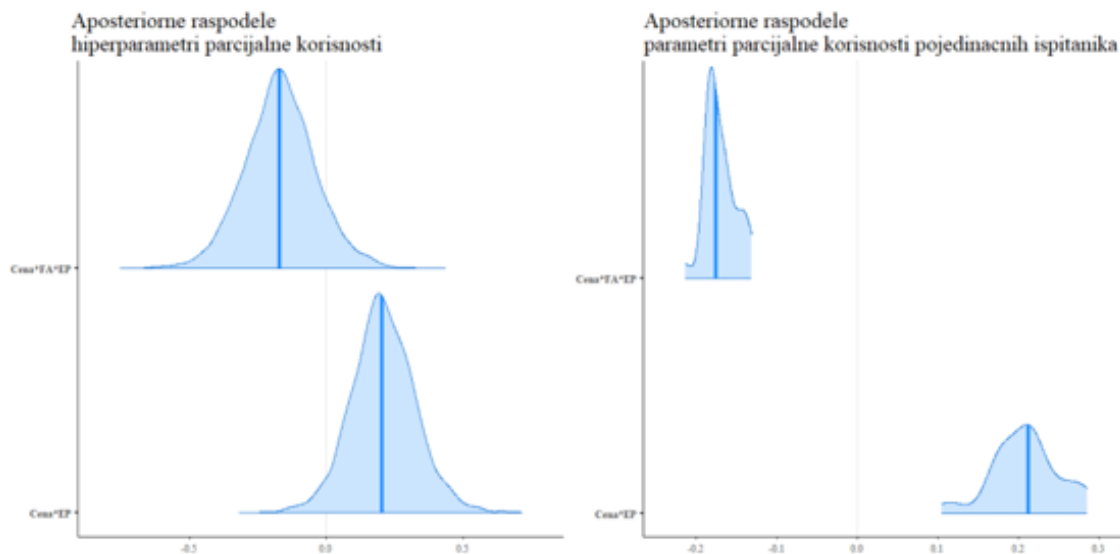 Aposteriorne raspodele
hiperparametri parcijalne korisnosti
Cena*FA*EP
Cena*EP
-0.5
0.0
0.5
Aposteriorne raspodele
parametri parcijalne korisnosti pojedinacnih ispitanika
Cena*FA*EP
Cena*EP
-0.2
-0.1
0.0
0.1
0.2
0.3